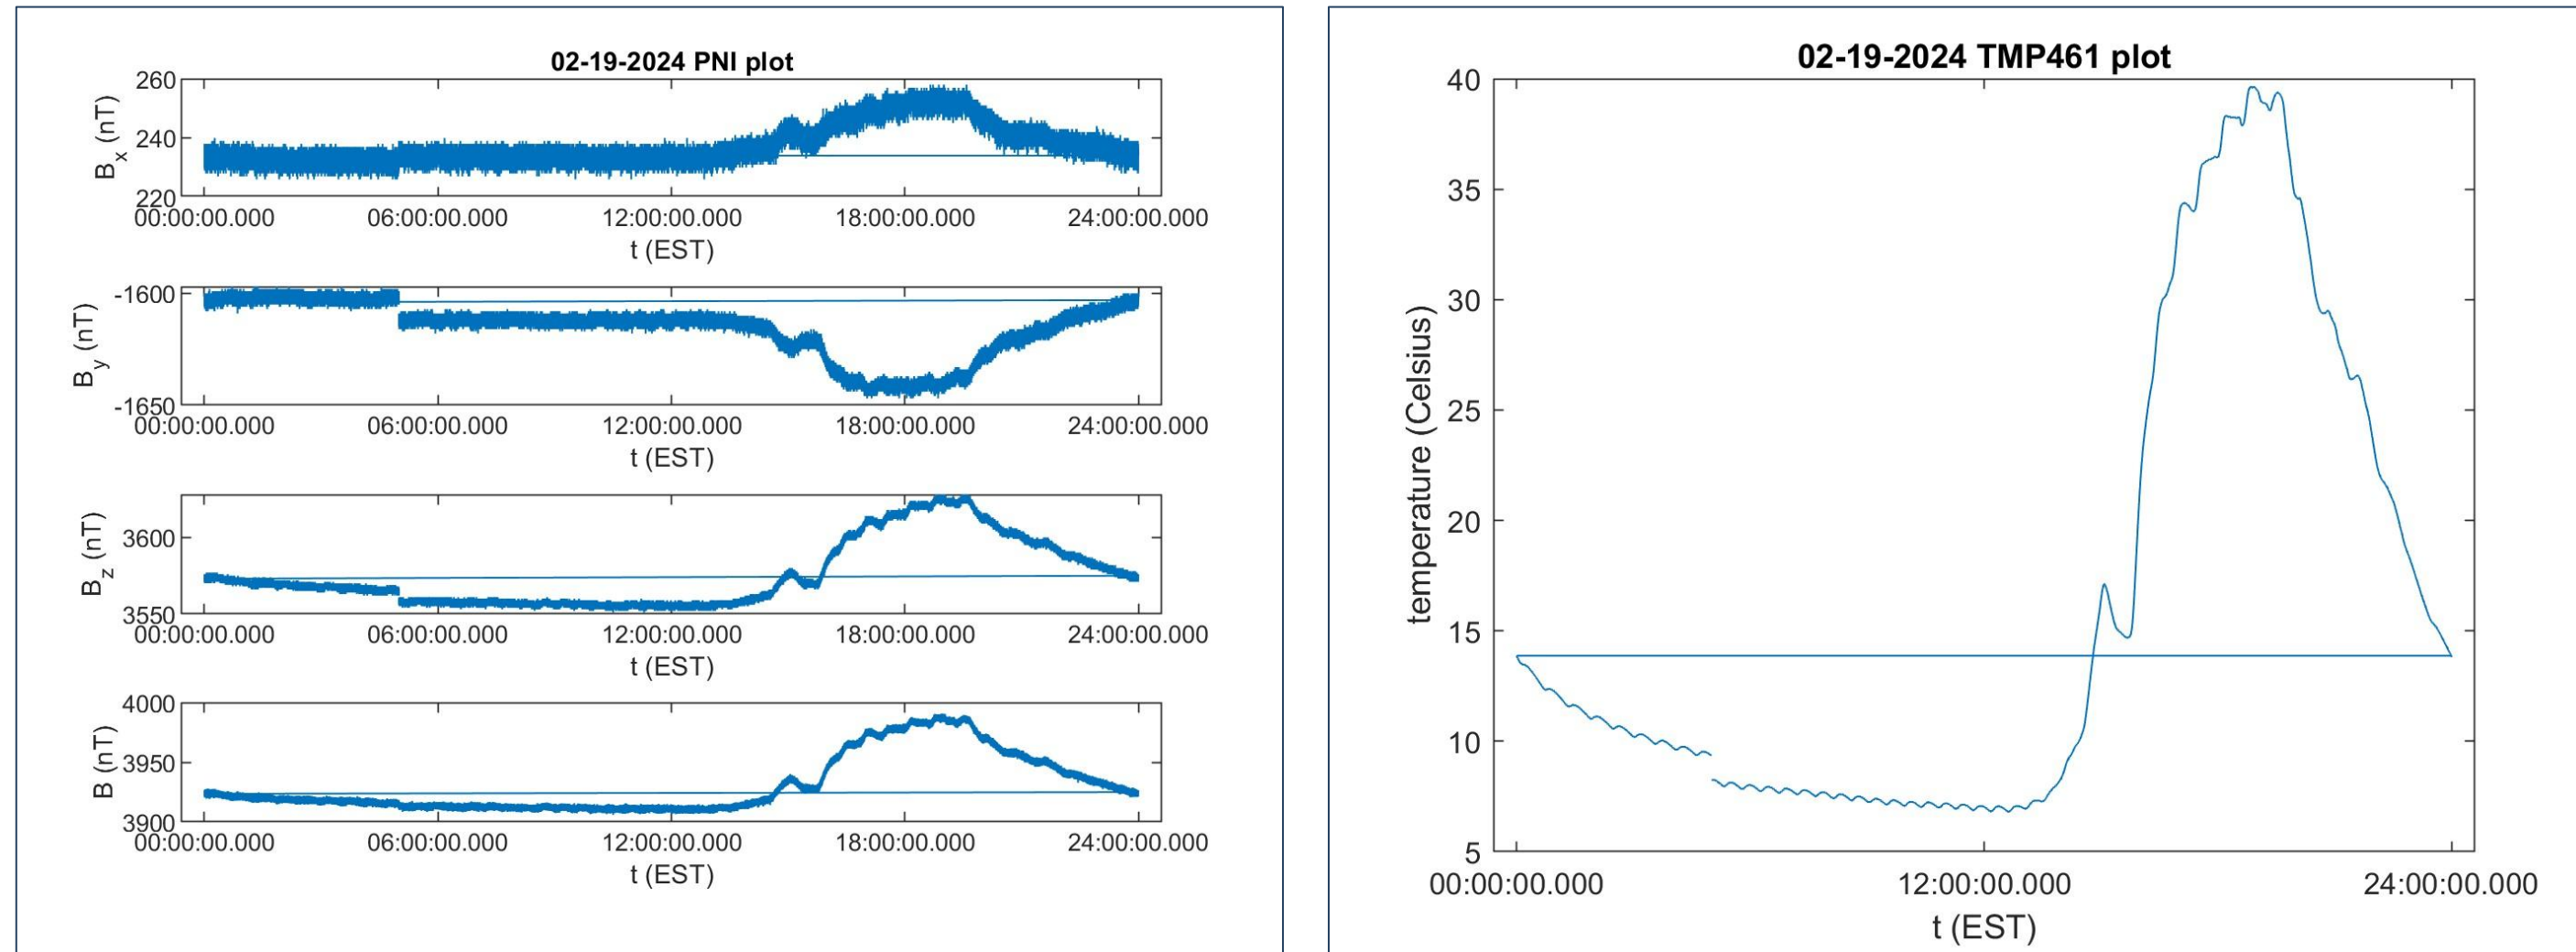 02-19-2024 PNI plot
260
240
220
B_x (nT)
00:00:00.000 06:00:00.000 12:00:00.000 18:00:00.000 24:00:00.000
t (EST)
-1600
-1650
B_y (nT)
00:00:00.000 06:00:00.000 12:00:00.000 18:00:00.000 24:00:00.000
t (EST)
3600
3550
B_z (nT)
00:00:00.000 06:00:00.000 12:00:00.000 18:00:00.000 24:00:00.000
t (EST)
4000
3950
3900
B (nT)
00:00:00.000 06:00:00.000 12:00:00.000 18:00:00.000 24:00:00.000
t (EST)
02-19-2024 TMP461 plot
40
35
30
25
20
15
10
5
temperature (Celsius)
00:00:00.000 12:00:00.000 24:00:00.000
t (EST)